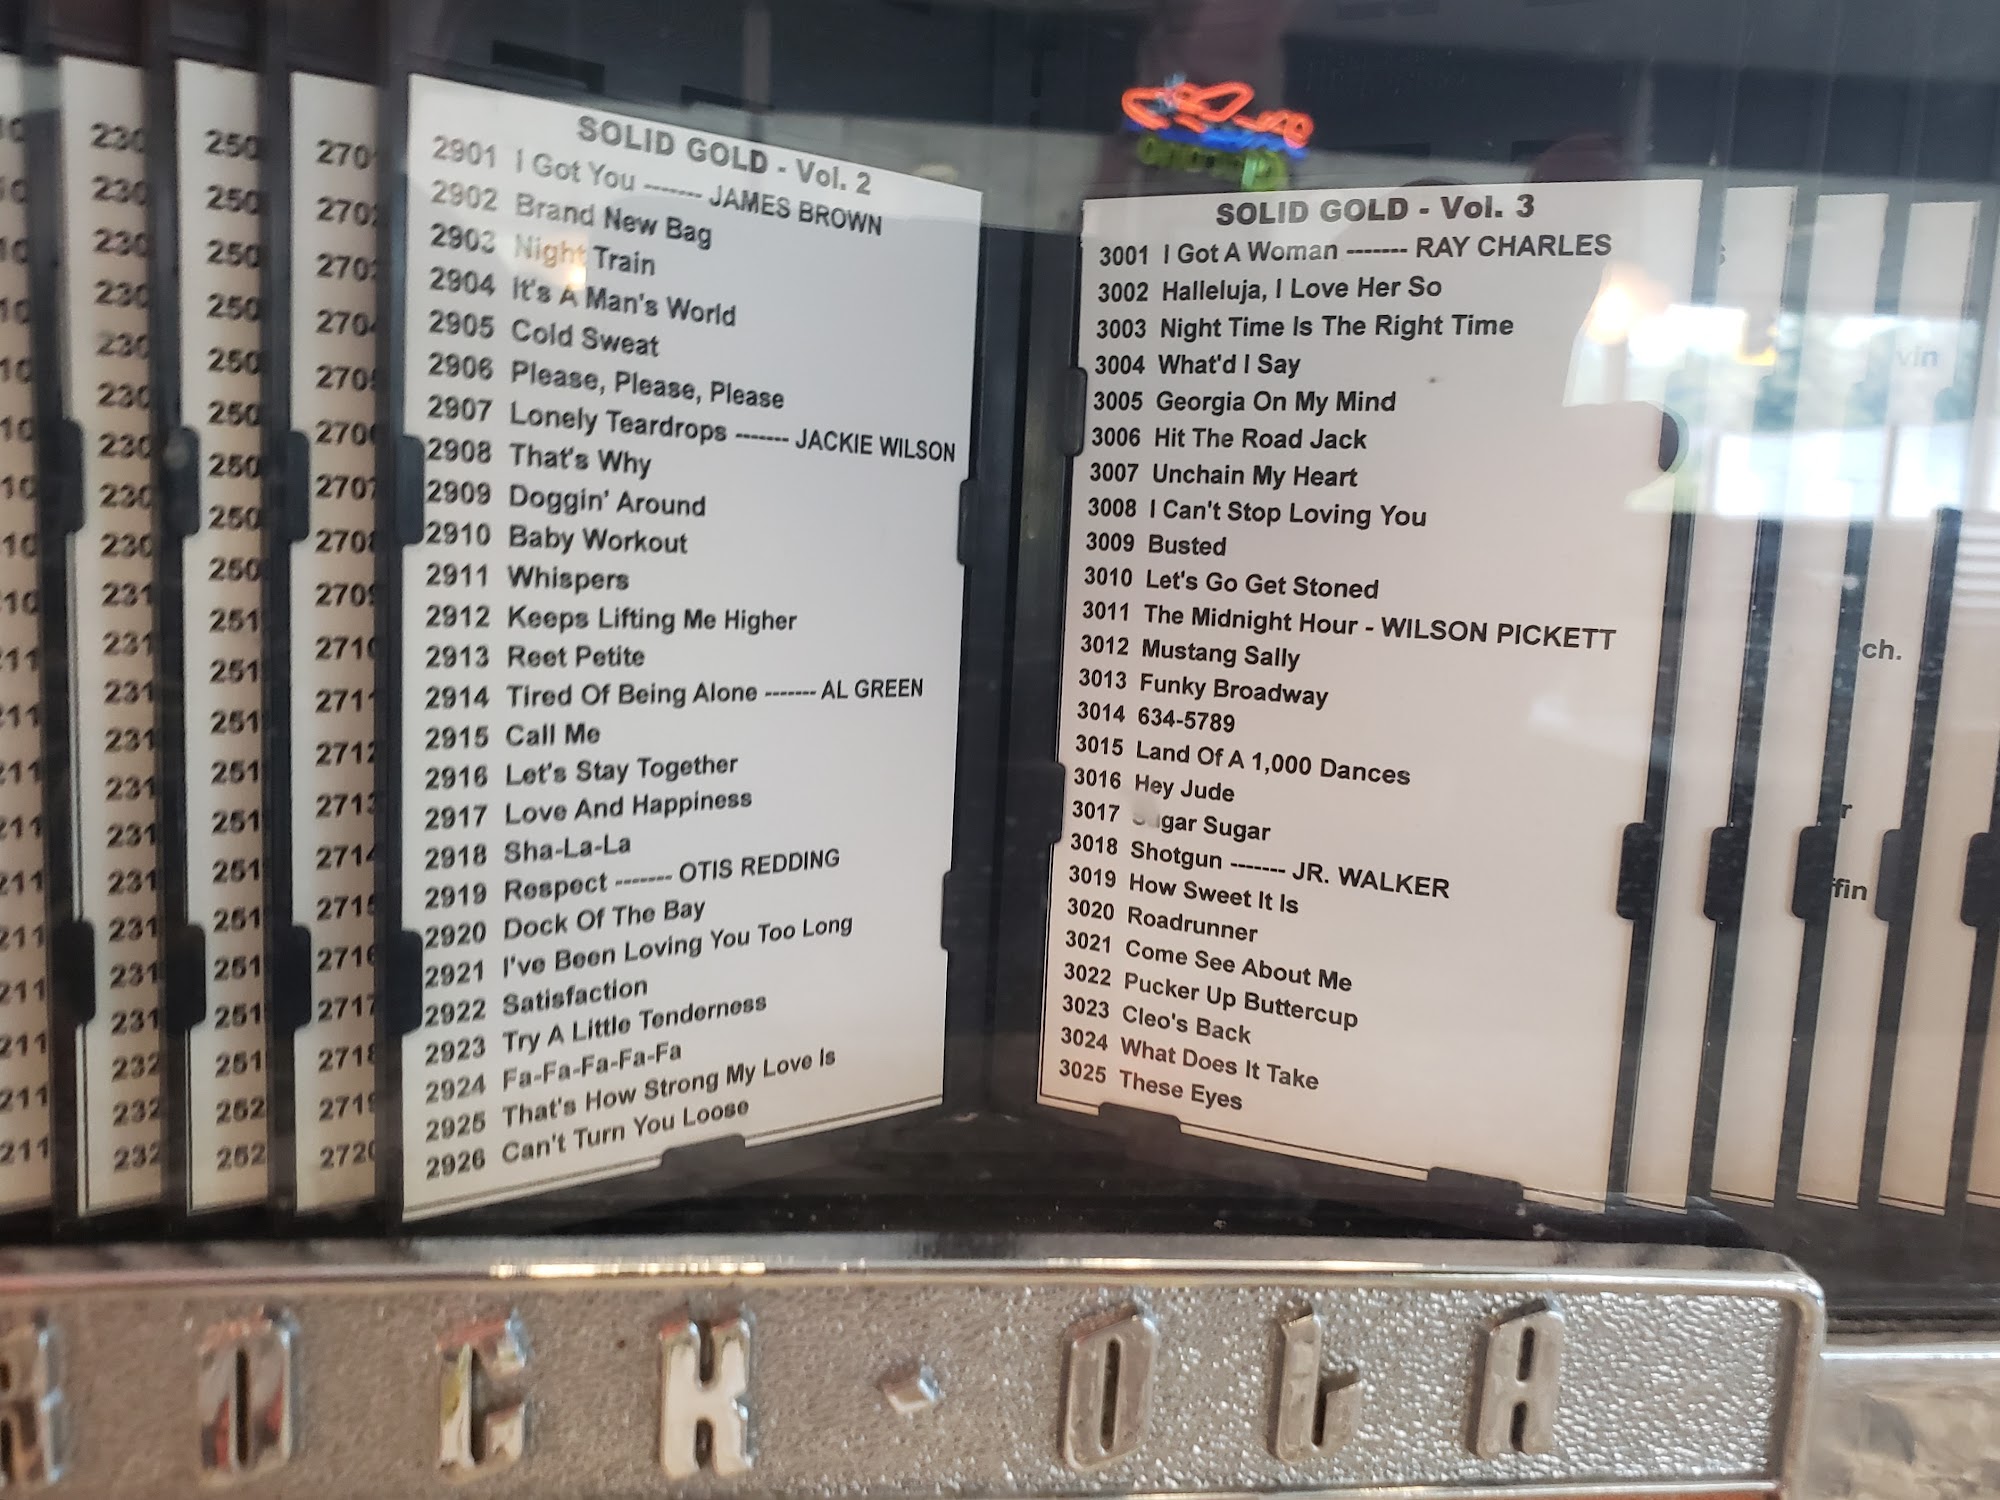 SOLID GOLD - Vol. 2
2901 I Got You ------- JAMES BROWN
2902 Brand New Bag
2903 Night Train
2904 It's A Man's World
2905 Cold Sweat
2906 Please, Please, Please
2907 Lonely Teardrops ------- JACKIE WILSON
2908 That's Why
2909 Doggin' Around
2910 Baby Workout
2911 Whispers
2912 Keeps Lifting Me Higher
2913 Reet Petite
2914 Tired Of Being Alone ------- AL GREEN
2915 Call Me
2916 Let's Stay Together
2917 Love And Happiness
2918 Sha-La-La
2919 Respect ------- OTIS REDDING
2920 Dock Of The Bay
2921 I've Been Loving You Too Long
2922 Satisfaction
2923 Try A Little Tenderness
2924 Fa-Fa-Fa-Fa-Fa
2925 That's How Strong My Love Is
2926 Can't Turn You Loose
SOLID GOLD - Vol. 3
3001 I Got A Woman ------- RAY CHARLES
3002 Halleluja, I Love Her So
3003 Night Time Is The Right Time
3004 What'd I Say
3005 Georgia On My Mind
3006 Hit The Road Jack
3007 Unchain My Heart
3008 I Can't Stop Loving You
3009 Busted
3010 Let's Go Get Stoned
3011 The Midnight Hour - WILSON PICKETT
3012 Mustang Sally
3013 Funky Broadway
3014 634-5789
3015 Land Of A 1,000 Dances
3016 Hey Jude
3017 Sugar Sugar
3018 Shotgun ------- JR. WALKER
3019 How Sweet It Is
3020 Roadrunner
3021 Come See About Me
3022 Pucker Up Buttercup
3023 Cleo's Back
3024 What Does It Take
3025 These Eyes
ROCK·OLA